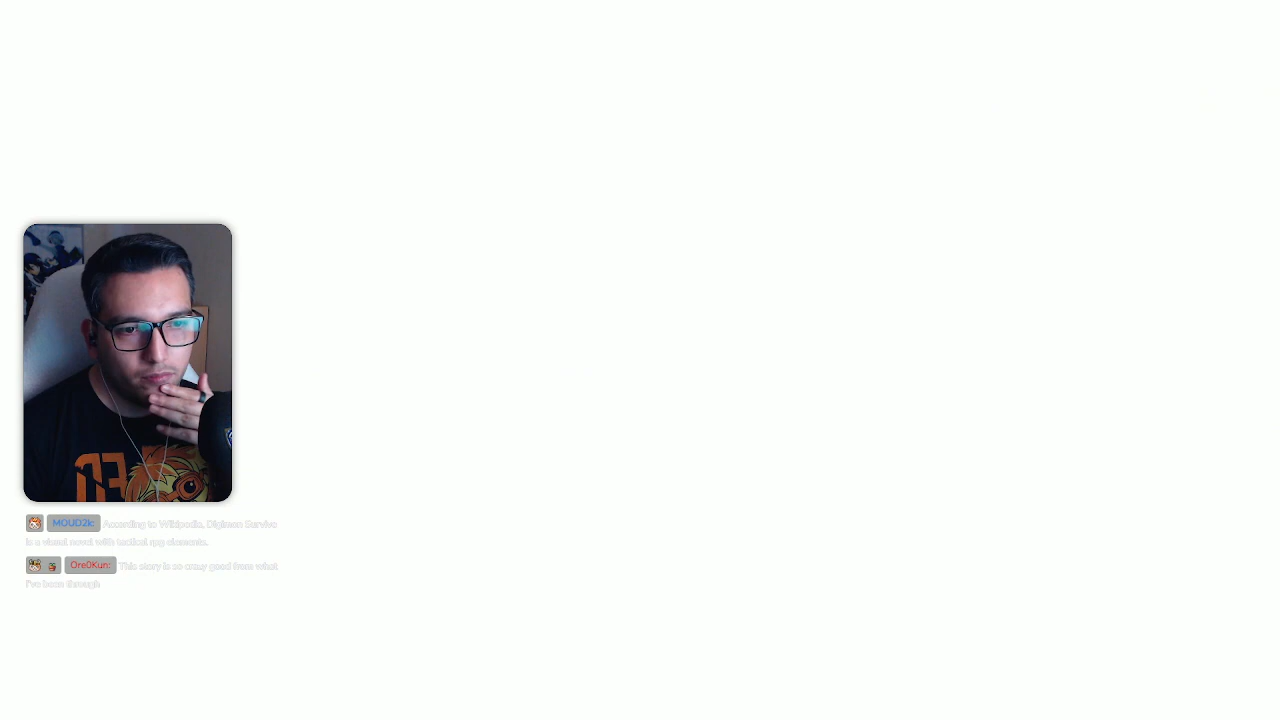 03
MOUD2k: According to Wikipedia, Digimon Survive
is a visual novel with tactical rpg elements.
Ore0Kun: This story is so crazy good from what
I've been through